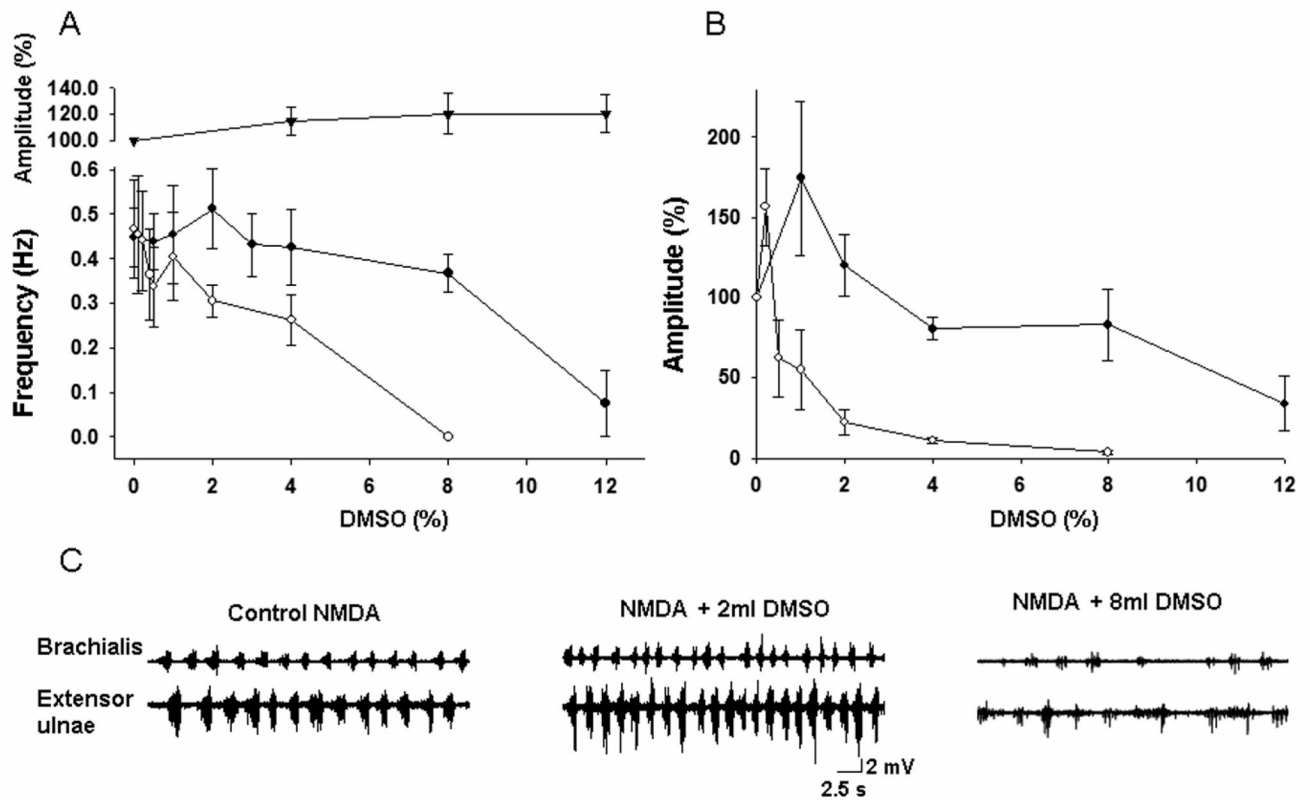 A
Amplitude (%)
140.0
120.0
100.0
Frequency (Hz)
0.6
0.5
0.4
0.3
0.2
0.1
0.0
0 2 4 6 8 10 12
DMSO (%)
B
Amplitude (%)
200
150
100
50
0
0 2 4 6 8 10 12
DMSO (%)
C
Control NMDA
NMDA + 2ml DMSO
NMDA + 8ml DMSO
Brachialis
Extensor
ulnae
2 mV
2.5 s